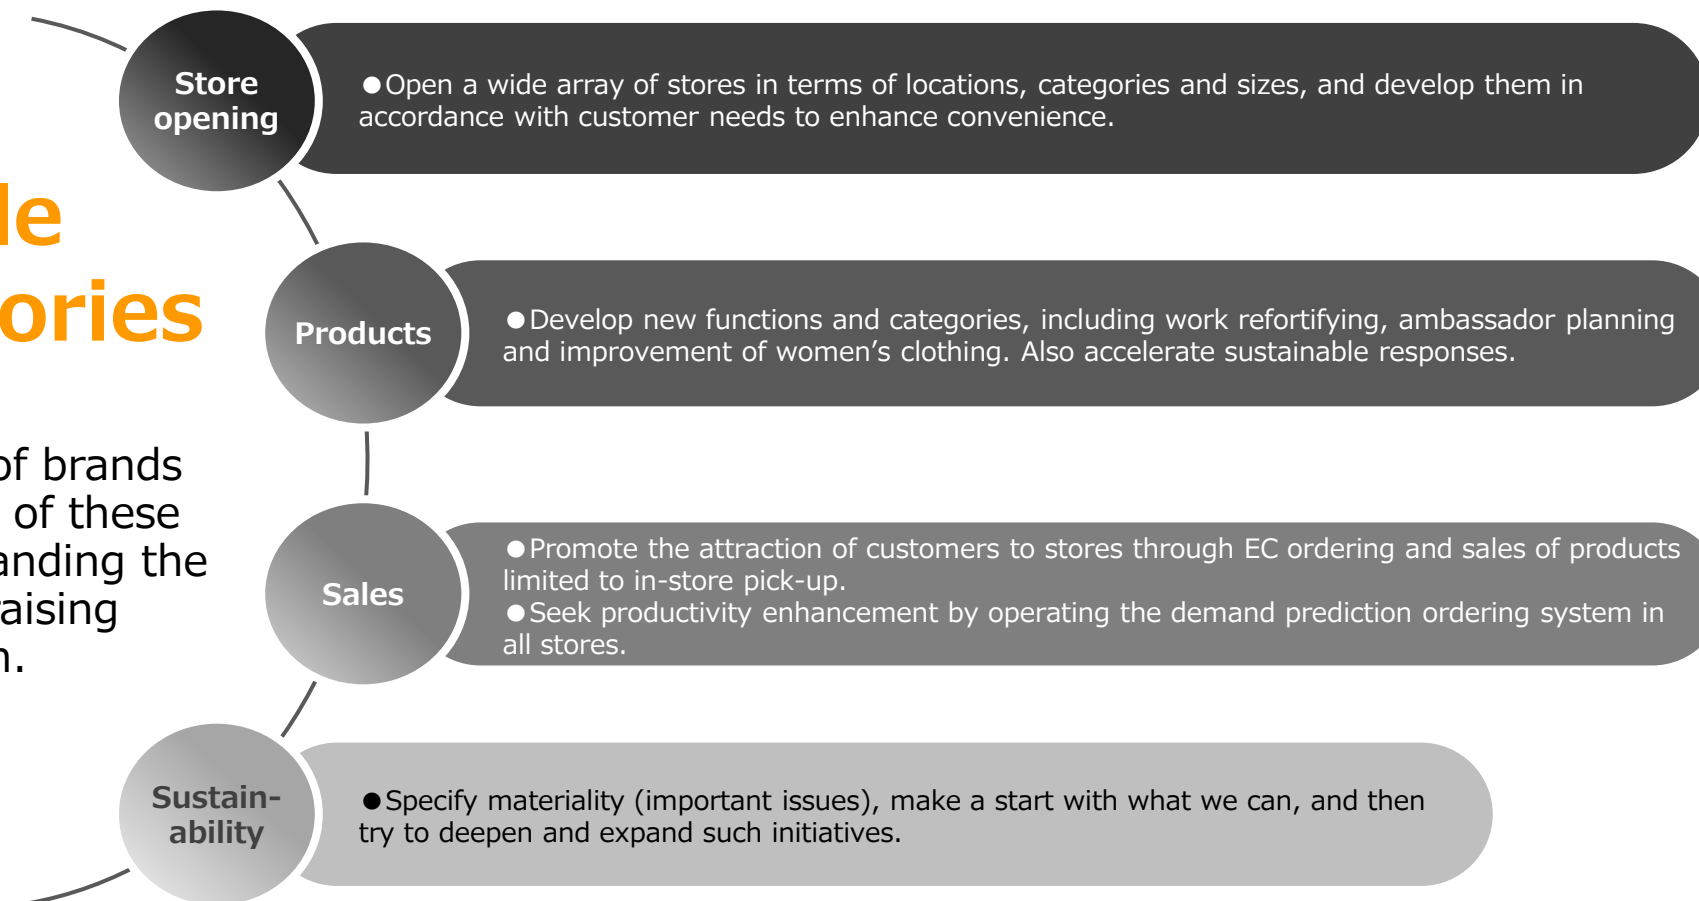 Store
opening
●Open a wide array of stores in terms of locations, categories and sizes, and develop them in
accordance with customer needs to enhance convenience.
ories
Products
●Develop new functions and categories, including work refortifying, ambassador planning
and improvement of women’s clothing. Also accelerate sustainable responses.
of brands
of these
anding the
aising
Sales
●Promote the attraction of customers to stores through EC ordering and sales of products
limited to in-store pick-up.
●Seek productivity enhancement by operating the demand prediction ordering system in
all stores.
Sustain-
ability
●Specify materiality (important issues), make a start with what we can, and then
try to deepen and expand such initiatives.